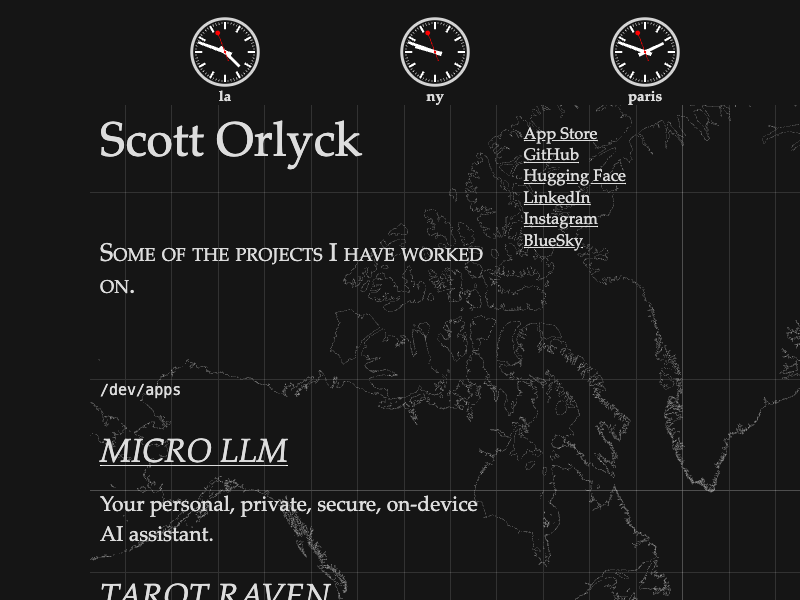 la
ny
paris
Scott Orlyck
App Store
GitHub
Hugging Face
LinkedIn
Instagram
BlueSky
Some of the projects I have worked
on.
/dev/apps
MICRO LLM
Your personal, private, secure, on-device
AI assistant.
TAROT RAVEN